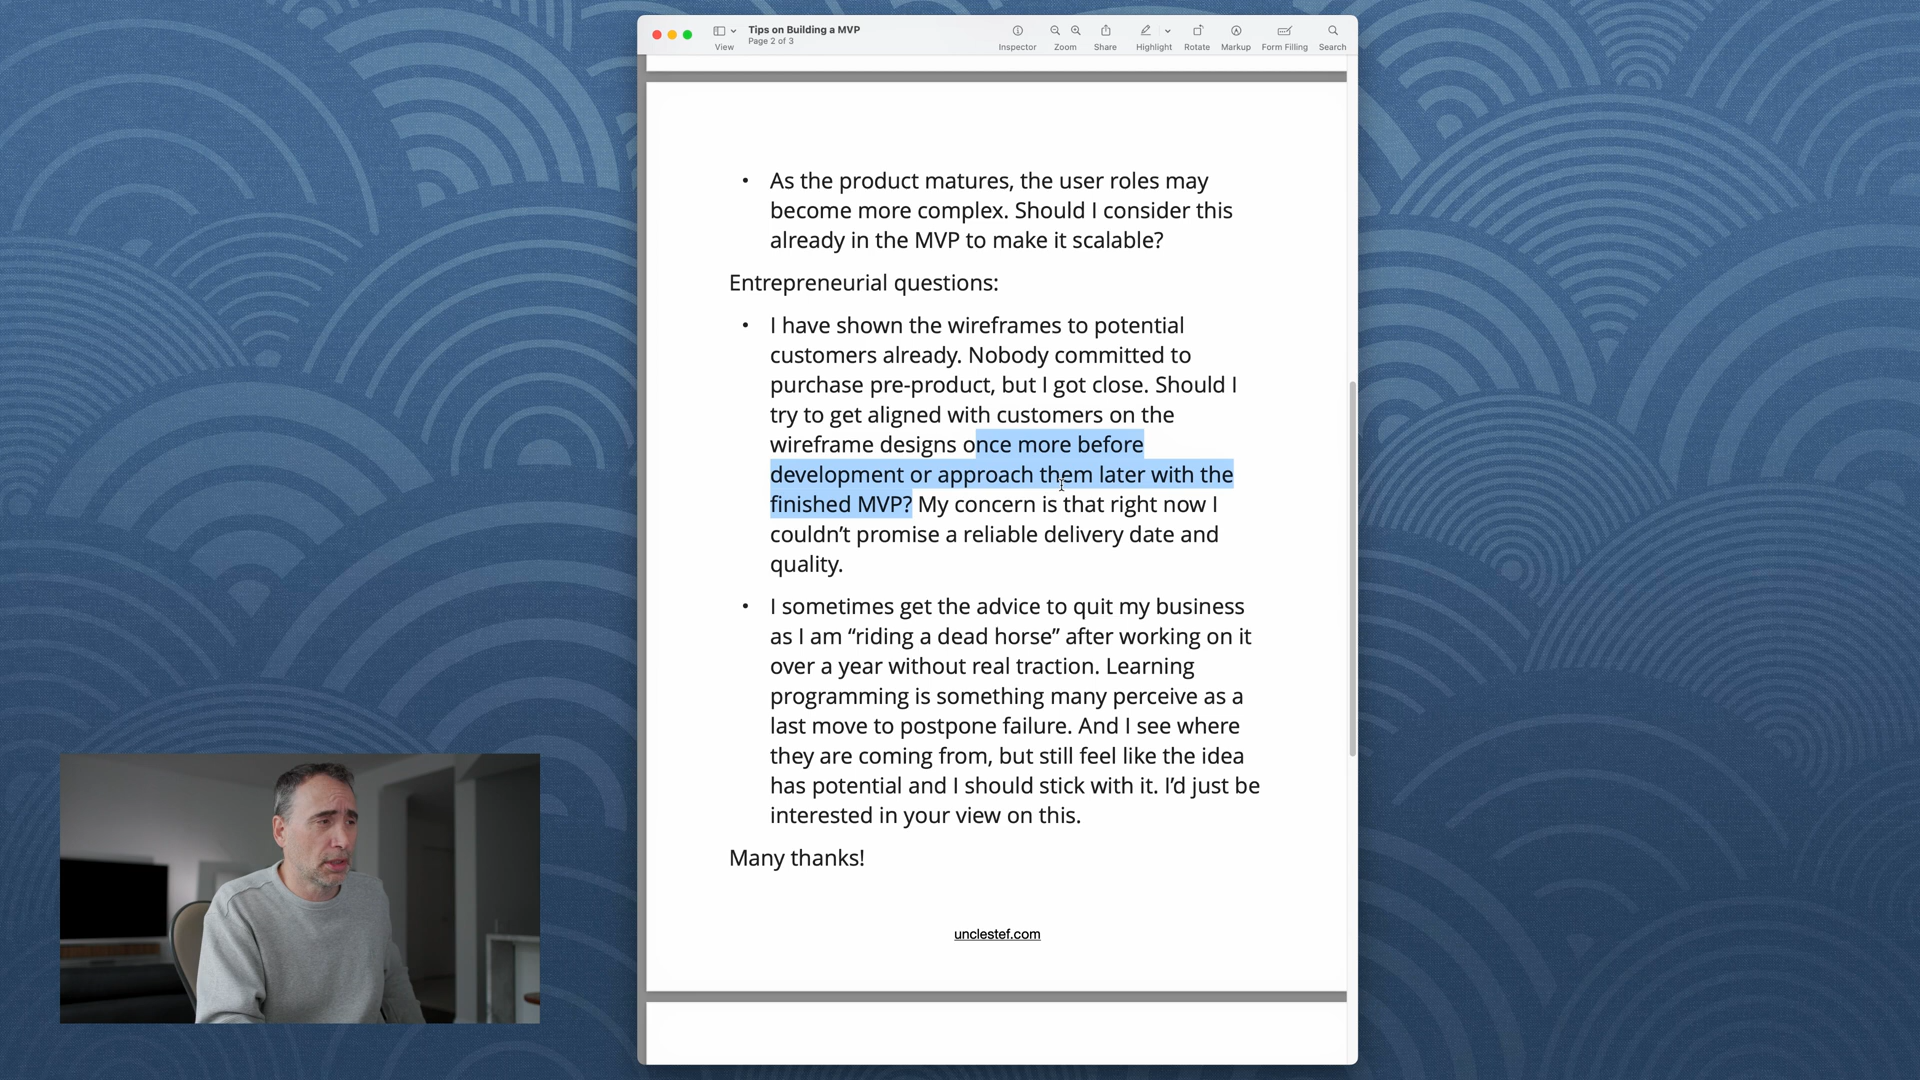 Tips on Building a MVP
Page 2 of 3
View
Inspector
Zoom
Share
Highlight
Rotate
Markup
Form Filling
Search
• As the product matures, the user roles may
become more complex. Should I consider this
already in the MVP to make it scalable?
Entrepreneurial questions:
• I have shown the wireframes to potential
customers already. Nobody committed to
purchase pre-product, but I got close. Should I
try to get aligned with customers on the
wireframe designs once more before
development or approach them later with the
finished MVP? My concern is that right now I
couldn’t promise a reliable delivery date and
quality.
• I sometimes get the advice to quit my business
as I am “riding a dead horse” after working on it
over a year without real traction. Learning
programming is something many perceive as a
last move to postpone failure. And I see where
they are coming from, but still feel like the idea
has potential and I should stick with it. I’d just be
interested in your view on this.
Many thanks!
unclestef.com